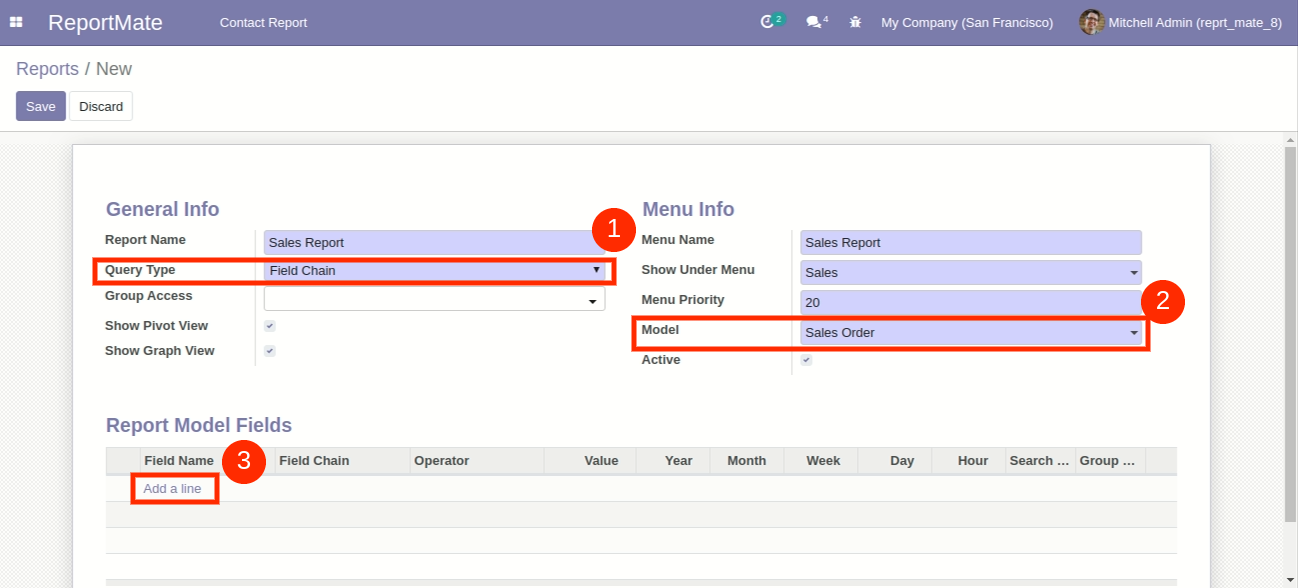 ReportMate Contact Report 2 4 My Company (San Francisco) Mitchell Admin (reprt_mate_8)
Reports / New
Save Discard
General Info
Report Name Sales Report
1
Query Type Field Chain
Group Access
Show Pivot View
Show Graph View
Menu Info
Menu Name Sales Report
Show Under Menu Sales
Menu Priority 20
2
Model Sales Order
Active
Report Model Fields
Field Name 3 Field Chain Operator Value Year Month Week Day Hour Search ... Group ...
Add a line